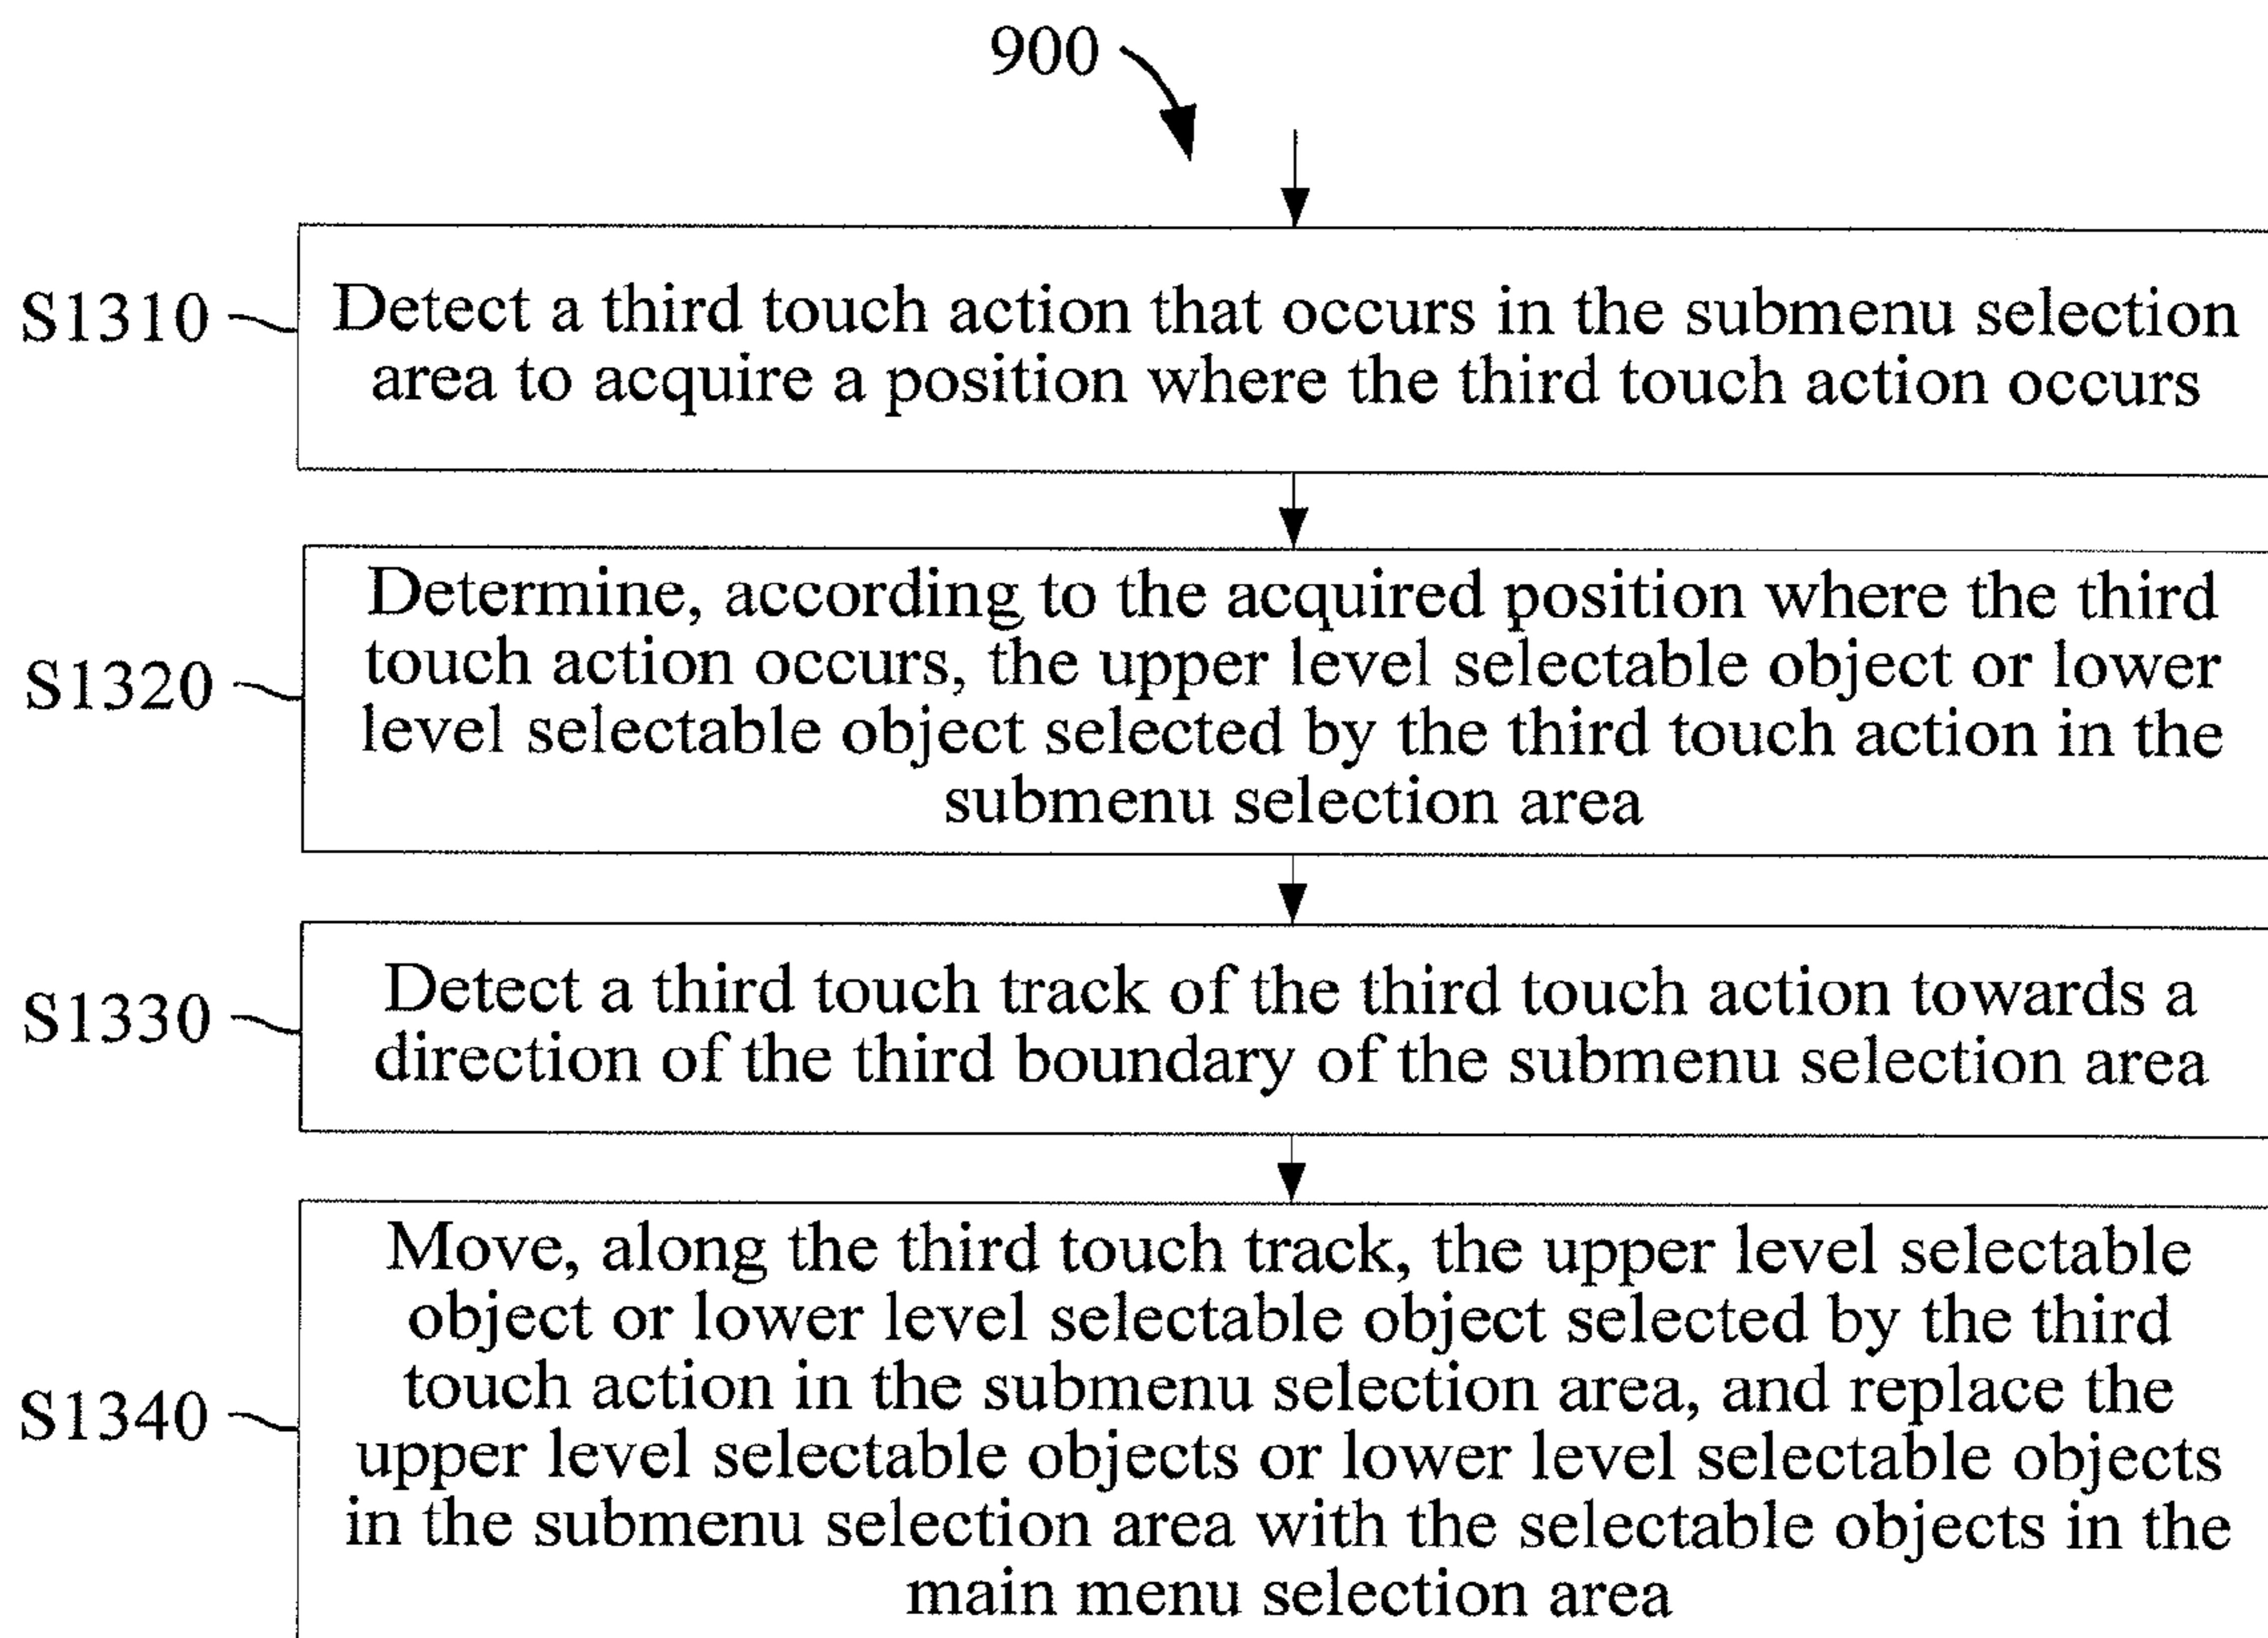 900
S1310
Detect a third touch action that occurs in the submenu selection
area to acquire a position where the third touch action occurs
S1320
Determine, according to the acquired position where the third
touch action occurs, the upper level selectable object or lower
level selectable object selected by the third touch action in the
submenu selection area
S1330
Detect a third touch track of the third touch action towards a
direction of the third boundary of the submenu selection area
S1340
Move, along the third touch track, the upper level selectable
object or lower level selectable object selected by the third
touch action in the submenu selection area, and replace the
upper level selectable objects or lower level selectable objects
in the submenu selection area with the selectable objects in the
main menu selection area